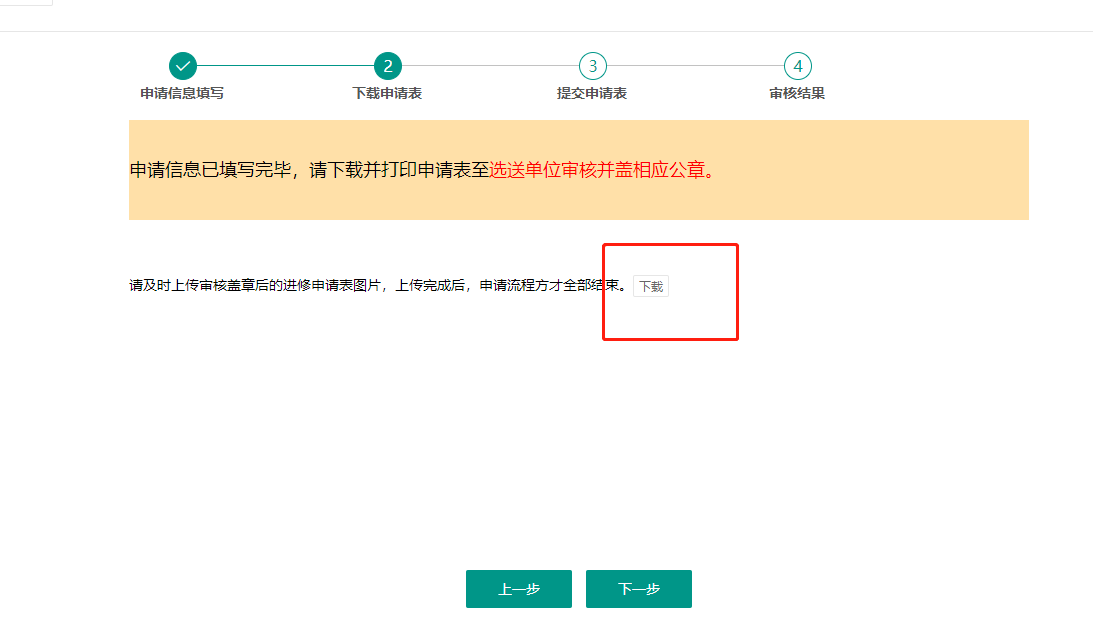 2
3
4
申请信息填写
下载申请表
提交申请表
审核结果
申请信息已填写完毕，请下载并打印申请表至选送单位审核并盖相应公章。
请及时上传审核盖章后的进修申请表图片，上传完成后，申请流程方才全部结束。 下载
上一步
下一步